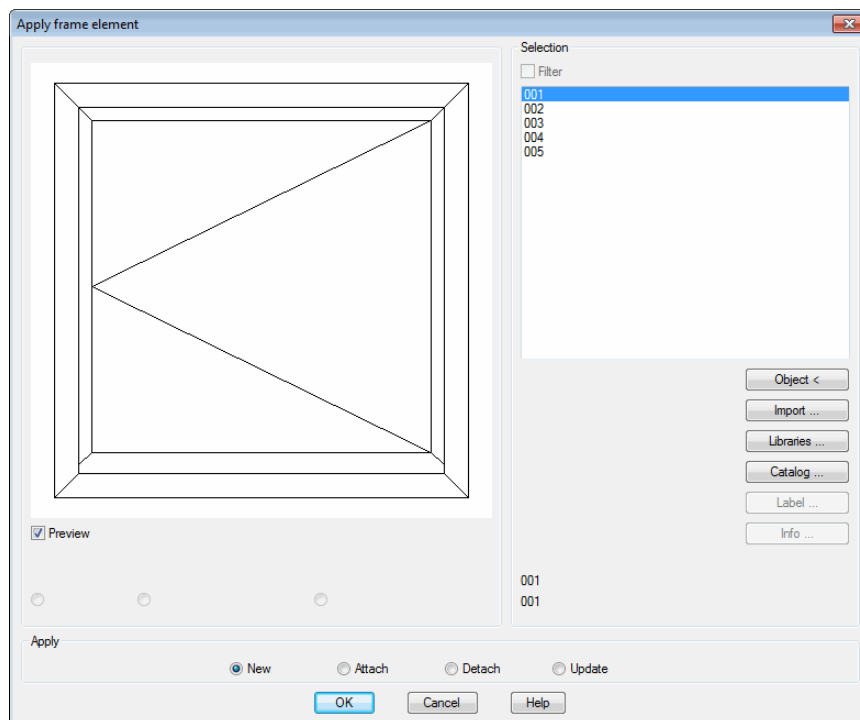 Apply frame element
Selection
Filter
001
002
003
004
005
Object <
Import ...
Libraries ...
Catalog ...
Label ...
Info ...
Preview
001
001
Apply
New Attach Detach Update
OK Cancel Help